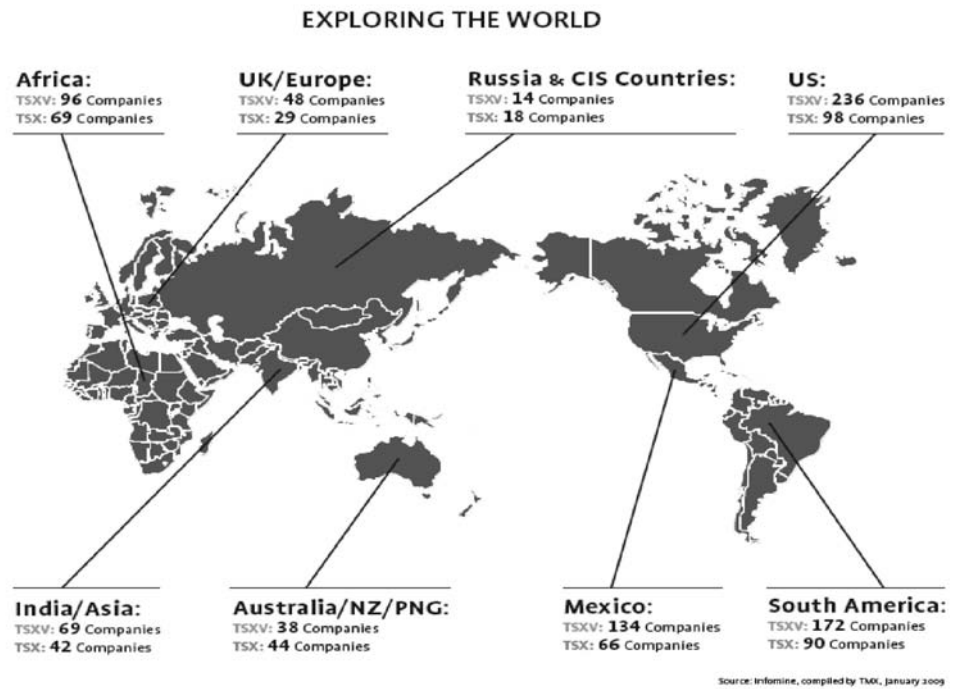 EXPLORING THE WORLD
Africa:
TSXV: 96 Companies
TSX: 69 Companies
UK/Europe:
TSXV: 48 Companies
TSX: 29 Companies
Russia & CIS Countries:
TSXV: 14 Companies
TSX: 18 Companies
US:
TSXV: 236 Companies
TSX: 98 Companies
India/Asia:
TSXV: 69 Companies
TSX: 42 Companies
Australia/NZ/PNG:
TSXV: 38 Companies
TSX: 44 Companies
Mexico:
TSXV: 134 Companies
TSX: 66 Companies
South America:
TSXV: 172 Companies
TSX: 90 Companies
Source: Infomine, compiled by TMX, January 2009